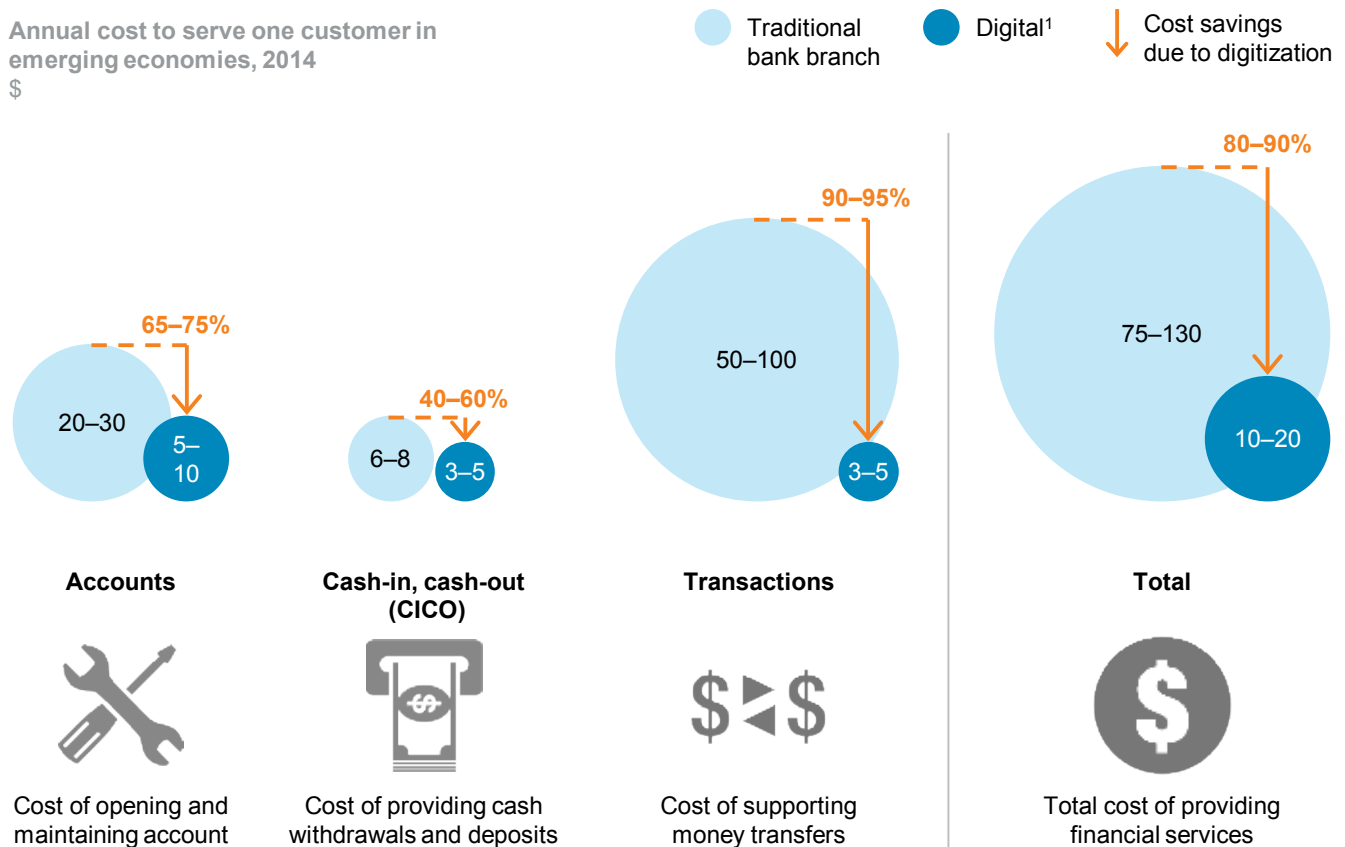 Annual cost to serve one customer in
emerging economies, 2014
$
Traditional
bank branch
Digital¹
Cost savings
due to digitization
65–75%
20–30
5–
10
40–60%
6–8
3–5
90–95%
50–100
3–5
80–90%
75–130
10–20
Accounts
Cash-in, cash-out
(CICO)
Transactions
Total
$
$ $
$
Cost of opening and
maintaining account
Cost of providing cash
withdrawals and deposits
Cost of supporting
money transfers
Total cost of providing
financial services